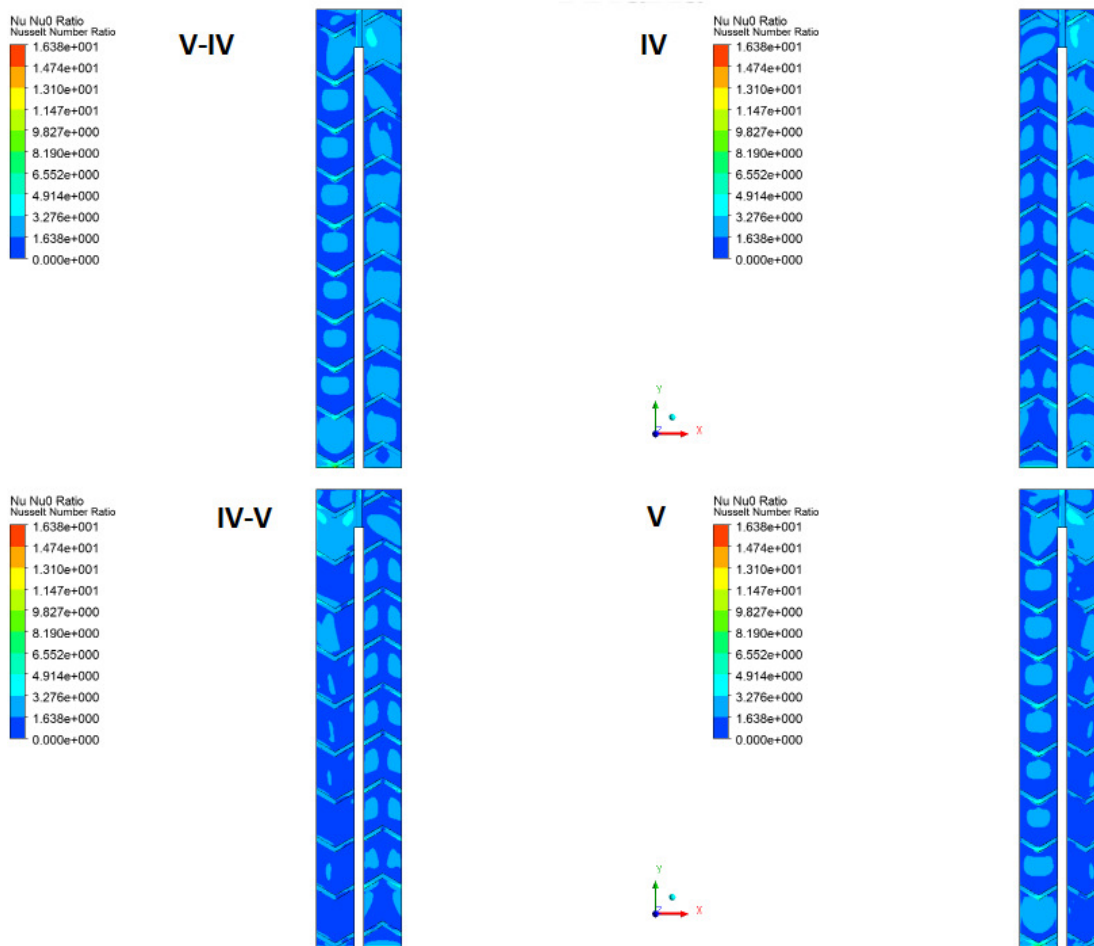 Nu Nu0 Ratio
Nusselt Number Ratio
1.638e+001
1.474e+001
1.310e+001
1.147e+001
9.827e+000
8.190e+000
6.552e+000
4.914e+000
3.276e+000
1.638e+000
0.000e+000
V-IV
IV
Nu Nu0 Ratio
Nusselt Number Ratio
1.638e+001
1.474e+001
1.310e+001
1.147e+001
9.827e+000
8.190e+000
6.552e+000
4.914e+000
3.276e+000
1.638e+000
0.000e+000
Y
Z
X
Nu Nu0 Ratio
Nusselt Number Ratio
1.638e+001
1.474e+001
1.310e+001
1.147e+001
9.827e+000
8.190e+000
6.552e+000
4.914e+000
3.276e+000
1.638e+000
0.000e+000
IV-V
V
Nu Nu0 Ratio
Nusselt Number Ratio
1.638e+001
1.474e+001
1.310e+001
1.147e+001
9.827e+000
8.190e+000
6.552e+000
4.914e+000
3.276e+000
1.638e+000
0.000e+000
Y
Z
X